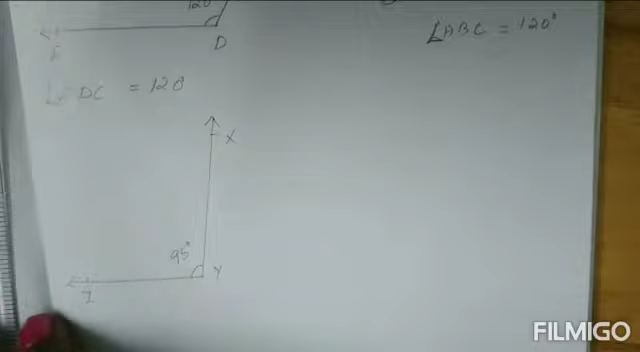 120
D
∠ABC = 120°
DC = 120
X
95°
Y
Z
FILMIGO